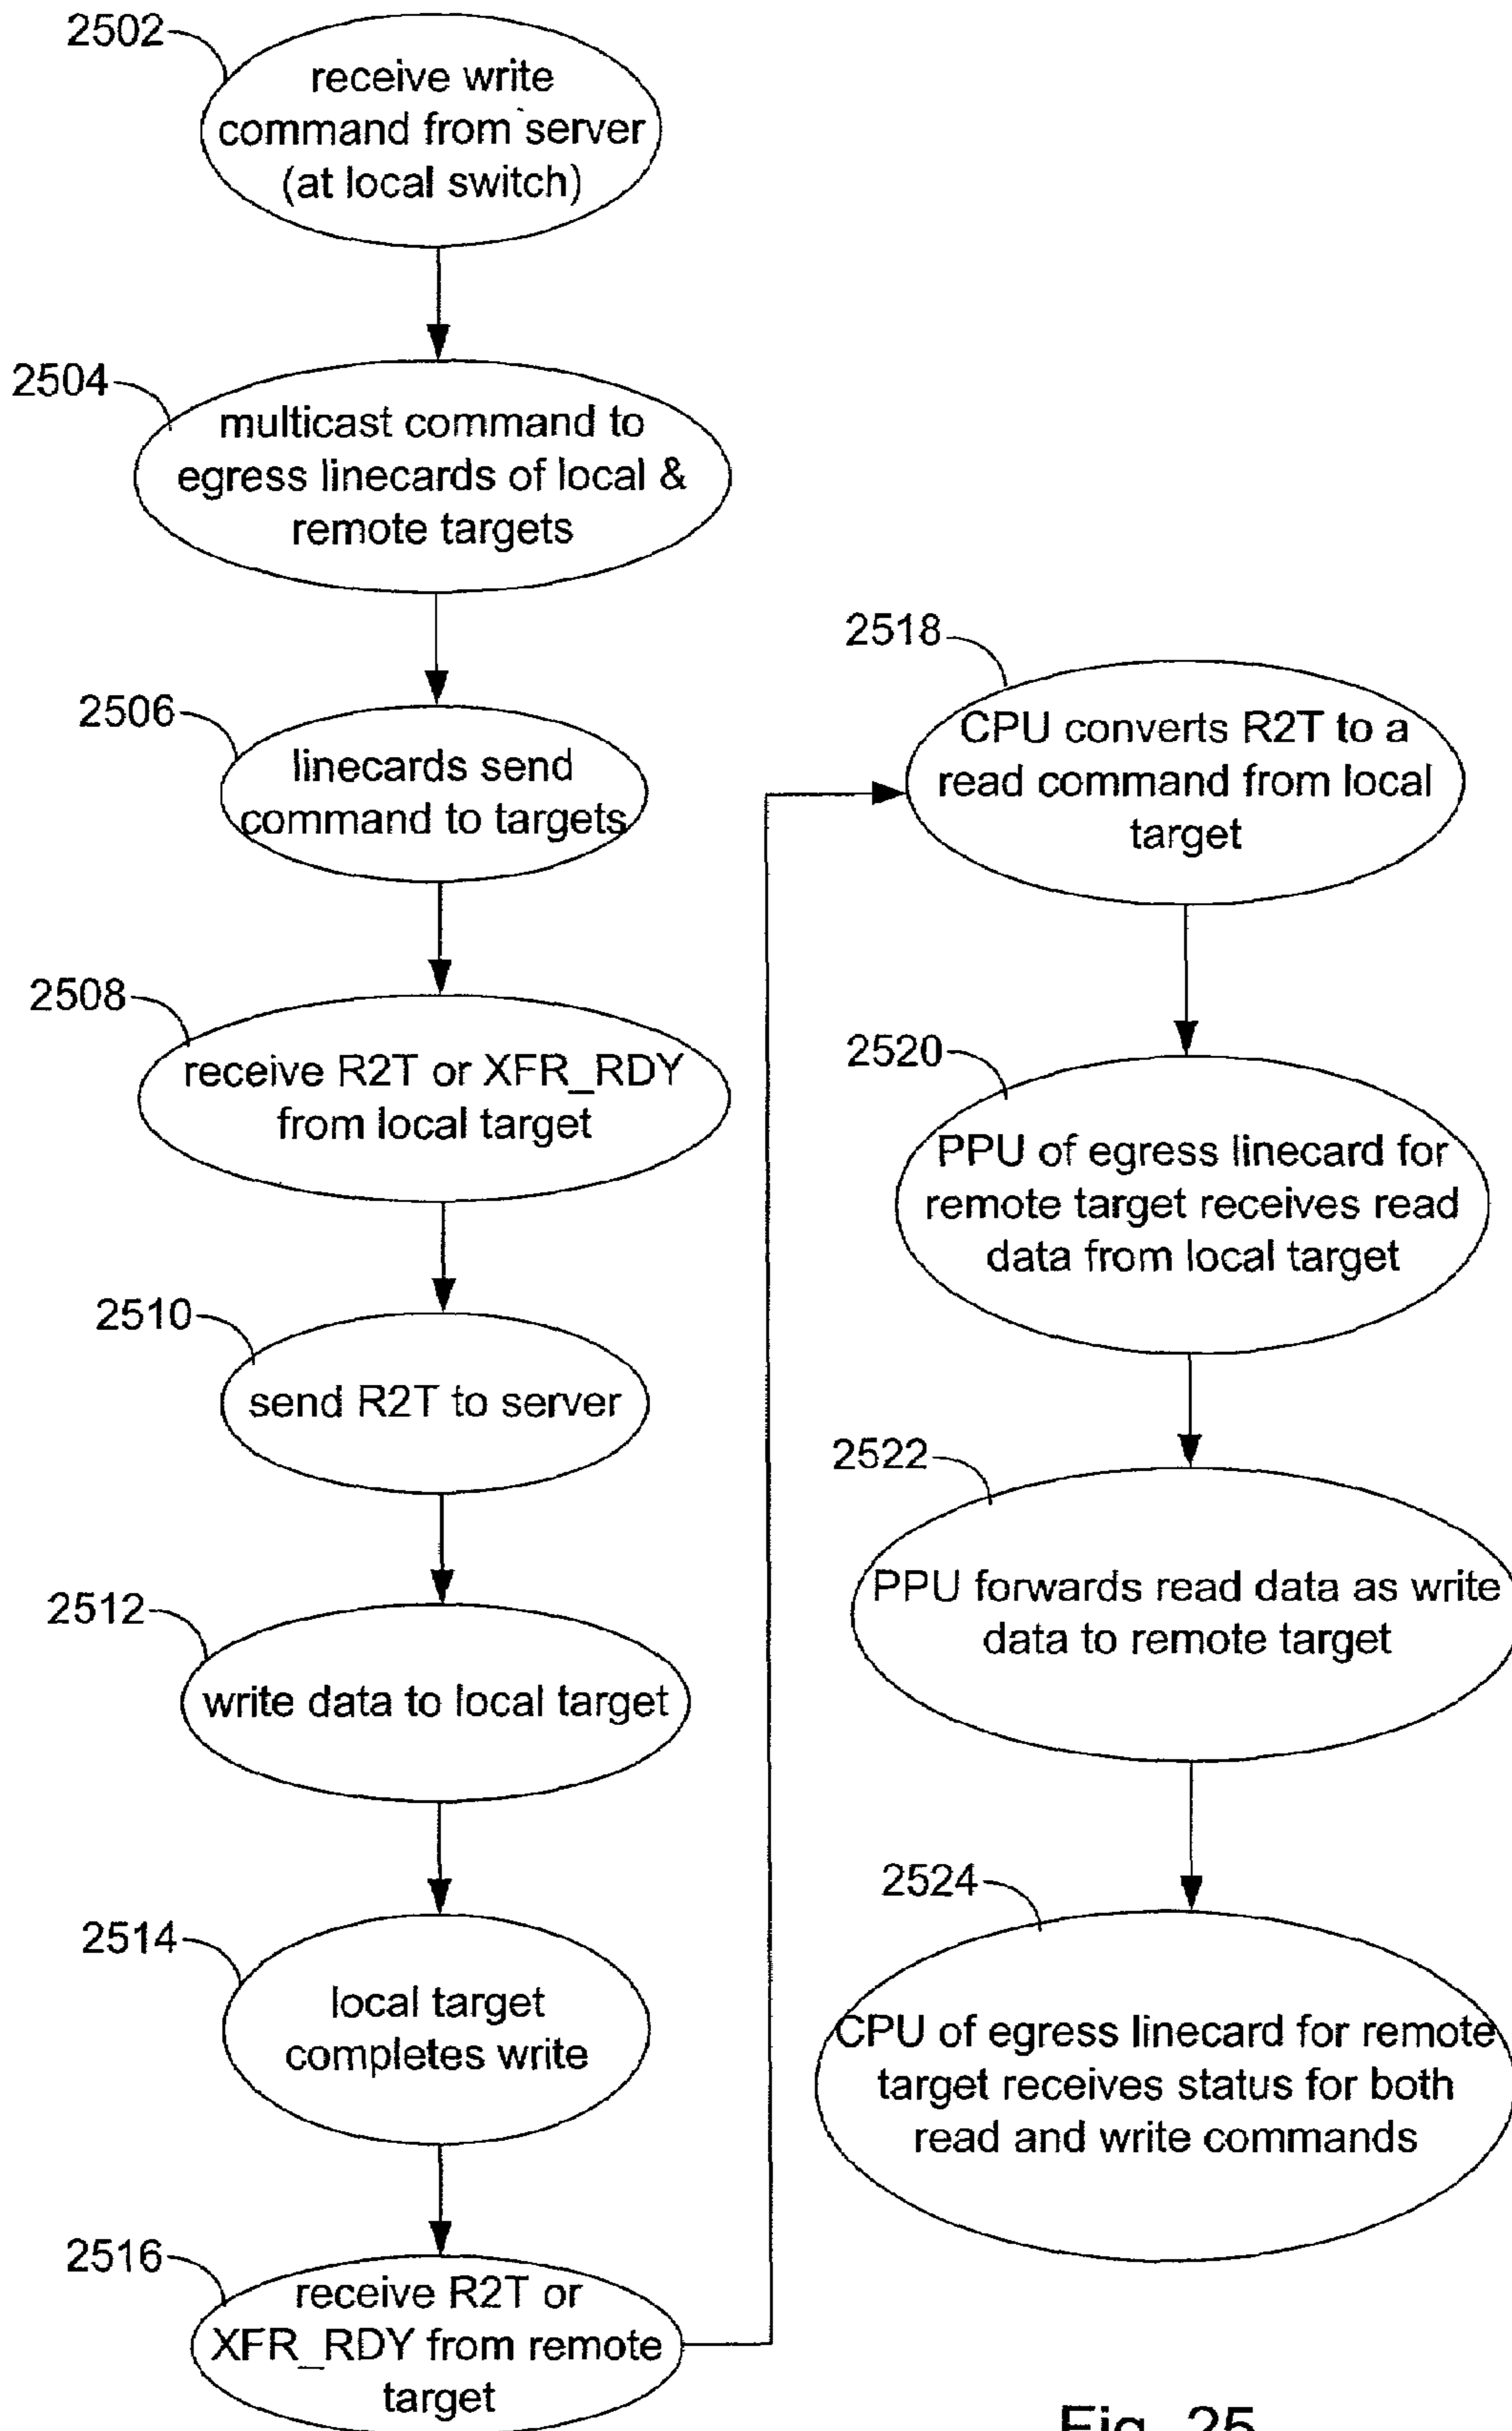 2502
receive write
command from server
(at local switch)
2504
multicast command to
egress linecards of local &
remote targets
2506
linecards send
command to targets
2508
receive R2T or XFR_RDY
from local target
2510
send R2T to server
2512
write data to local target
2514
local target
completes write
2516
receive R2T or
XFR_RDY from remote
target
2518
CPU converts R2T to a
read command from local
target
2520
PPU of egress linecard for
remote target receives read
data from local target
2522
PPU forwards read data as write
data to remote target
2524
CPU of egress linecard for remote
target receives status for both
read and write commands
Fig. 25